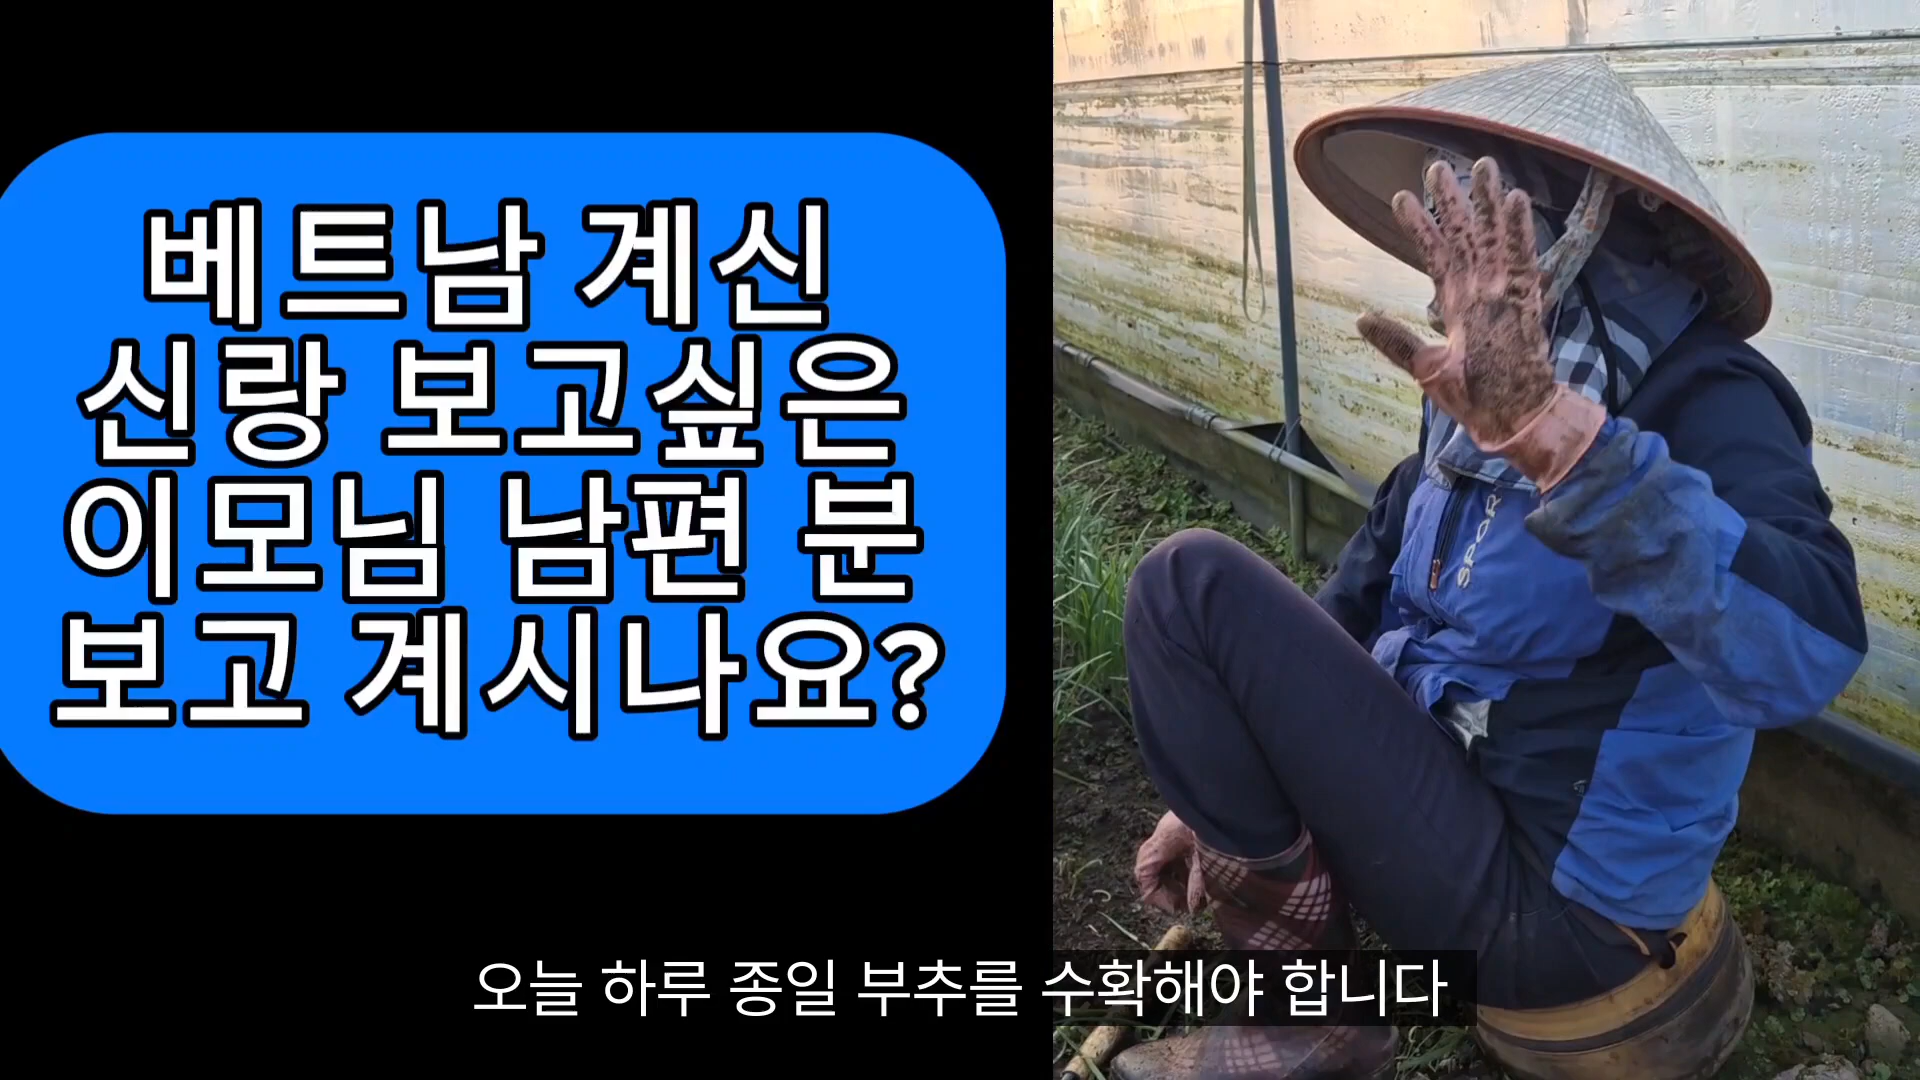 베트남 계신
신랑 보고싶은
이모님 남편 분
보고 계시나요?
SPOR
오늘 하루 종일 부추를 수확해야 합니다